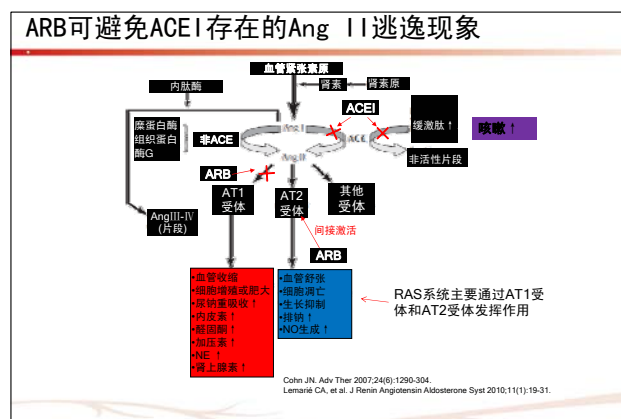 ARB可避免ACEI存在的Ang II逃逸现象
血管紧张素原
内肽酶
肾素
肾素原
ACEI
糜蛋白酶
组织蛋白
酶G
非ACE
Ang I
ACE
缓激肽↑
咳嗽↑
Ang II
非活性片段
ARB
AT1
受体
AT2
受体
其他
受体
AngIII-IV
(片段)
间接激活
ARB
•血管收缩
•细胞增殖或肥大
•尿钠重吸收↑
•内皮素↑
•醛固酮↑
•加压素↑
•NE ↑
•肾上腺素↑
•血管舒张
•细胞凋亡
•生长抑制
•排钠↑
•NO生成↑
RAS系统主要通过AT1受
体和AT2受体发挥作用
Cohn JN. Adv Ther 2007;24(6):1290-304.
Lemarié CA, et al. J Renin Angiotensin Aldosterone Syst 2010;11(1):19-31.